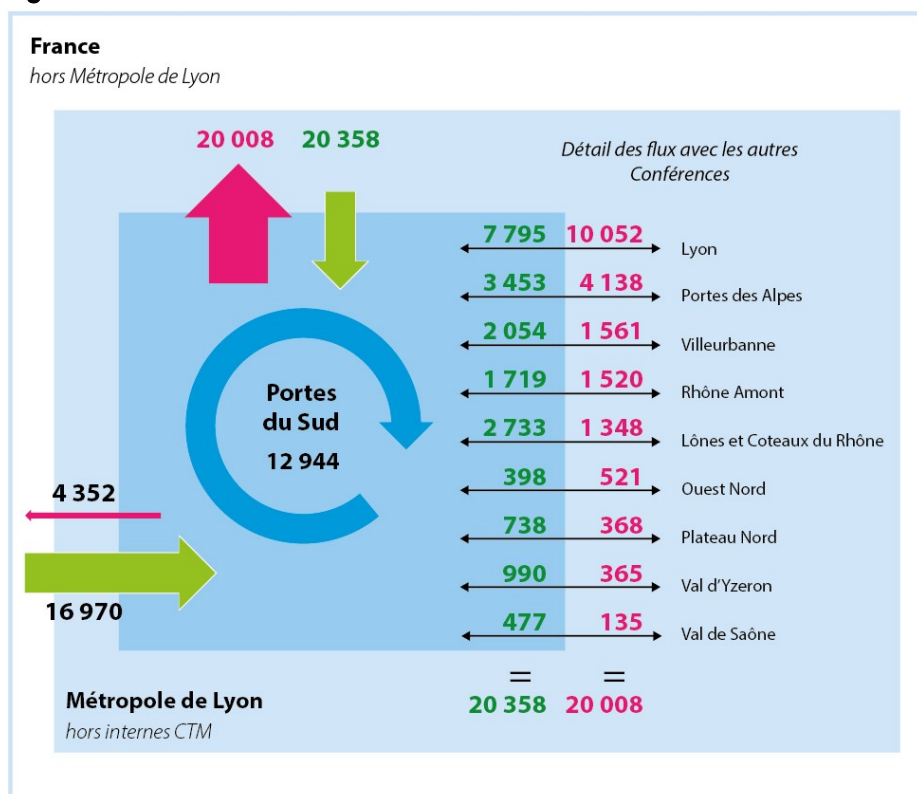 France
hors Métropole de Lyon
20 008 20 358
Détail des flux avec les autres
Conférences
7 795 10 052 Lyon
3 453 4 138 Portes des Alpes
2 054 1 561 Villeurbanne
1 719 1 520 Rhône Amont
2 733 1 348 Lônes et Coteaux du Rhône
398 521 Ouest Nord
738 368 Plateau Nord
990 365 Val d'Yzeron
477 135 Val de Saône
= =
20 358 20 008
Portes
du Sud
12 944
4 352
16 970
Métropole de Lyon
hors internes CTM